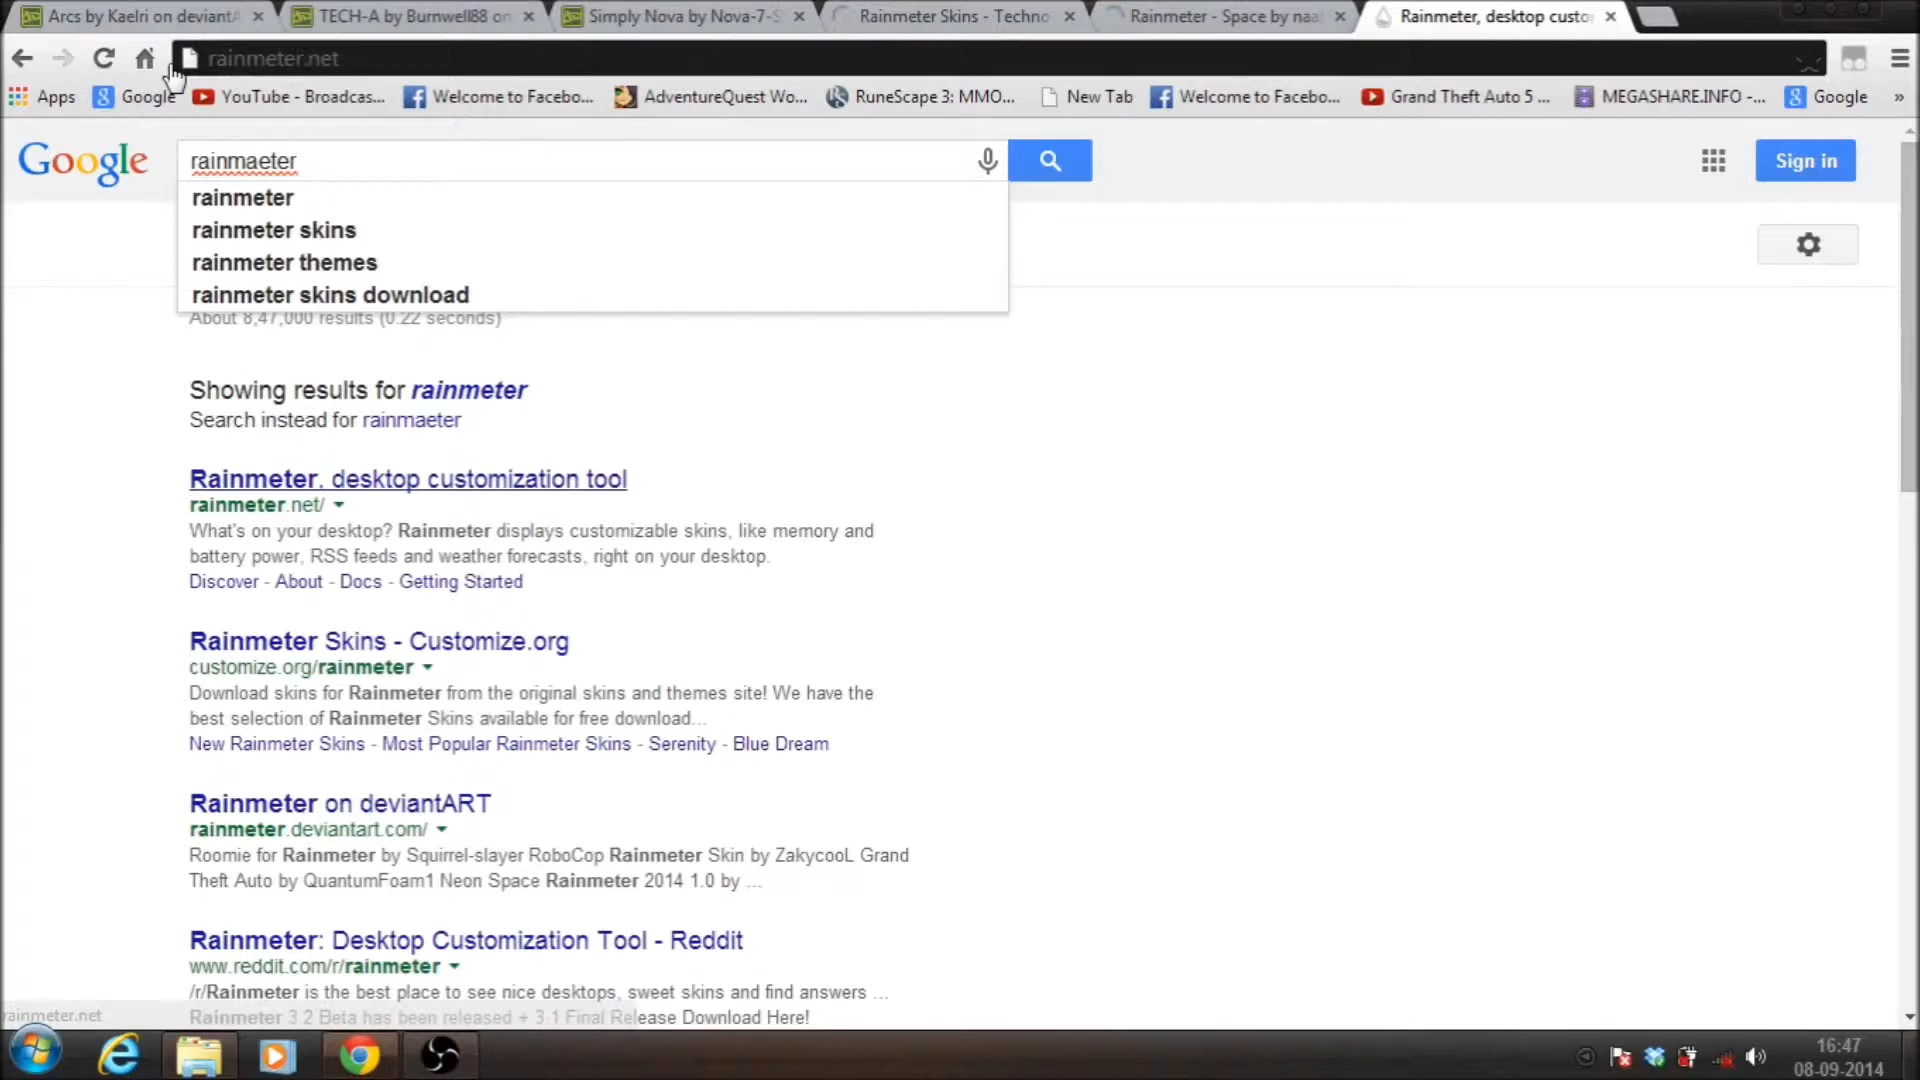 Arcs by Kaelri on deviantA
TECH-A by Burnwell88 on
Simply Nova by Nova-7-S
Rainmeter Skins - Techno
Rainmeter - Space by naa
Rainmeter, desktop custo
rainmeter.net
Apps
Google
YouTube - Broadcas...
Welcome to Facebo...
AdventureQuest Wo...
RuneScape 3: MMO...
New Tab
Welcome to Facebo...
Grand Theft Auto 5 ...
MEGASHARE.INFO -...
Google
»
Google
rainmaeter
Sign in
rainmeter
rainmeter skins
rainmeter themes
rainmeter skins download
About 8,47,000 results (0.22 seconds)
Showing results for rainmeter
Search instead for rainmaeter
Rainmeter, desktop customization tool
rainmeter.net/
What's on your desktop? Rainmeter displays customizable skins, like memory and
battery power, RSS feeds and weather forecasts, right on your desktop.
Discover - About - Docs - Getting Started
Rainmeter Skins - Customize.org
customize.org/rainmeter
Download skins for Rainmeter from the original skins and themes site! We have the
best selection of Rainmeter Skins available for free download...
New Rainmeter Skins - Most Popular Rainmeter Skins - Serenity - Blue Dream
Rainmeter on deviantART
rainmeter.deviantart.com/
Roomie for Rainmeter by Squirrel-slayer RoboCop Rainmeter Skin by ZakycooL Grand
Theft Auto by QuantumFoam1 Neon Space Rainmeter 2014 1.0 by ...
Rainmeter: Desktop Customization Tool - Reddit
www.reddit.com/r/rainmeter
/r/Rainmeter is the best place to see nice desktops, sweet skins and find answers ...
Rainmeter 3.2 Beta has been released + 3.1 Final Release Download Here!
rainmeter.net
16:47
08-09-2014